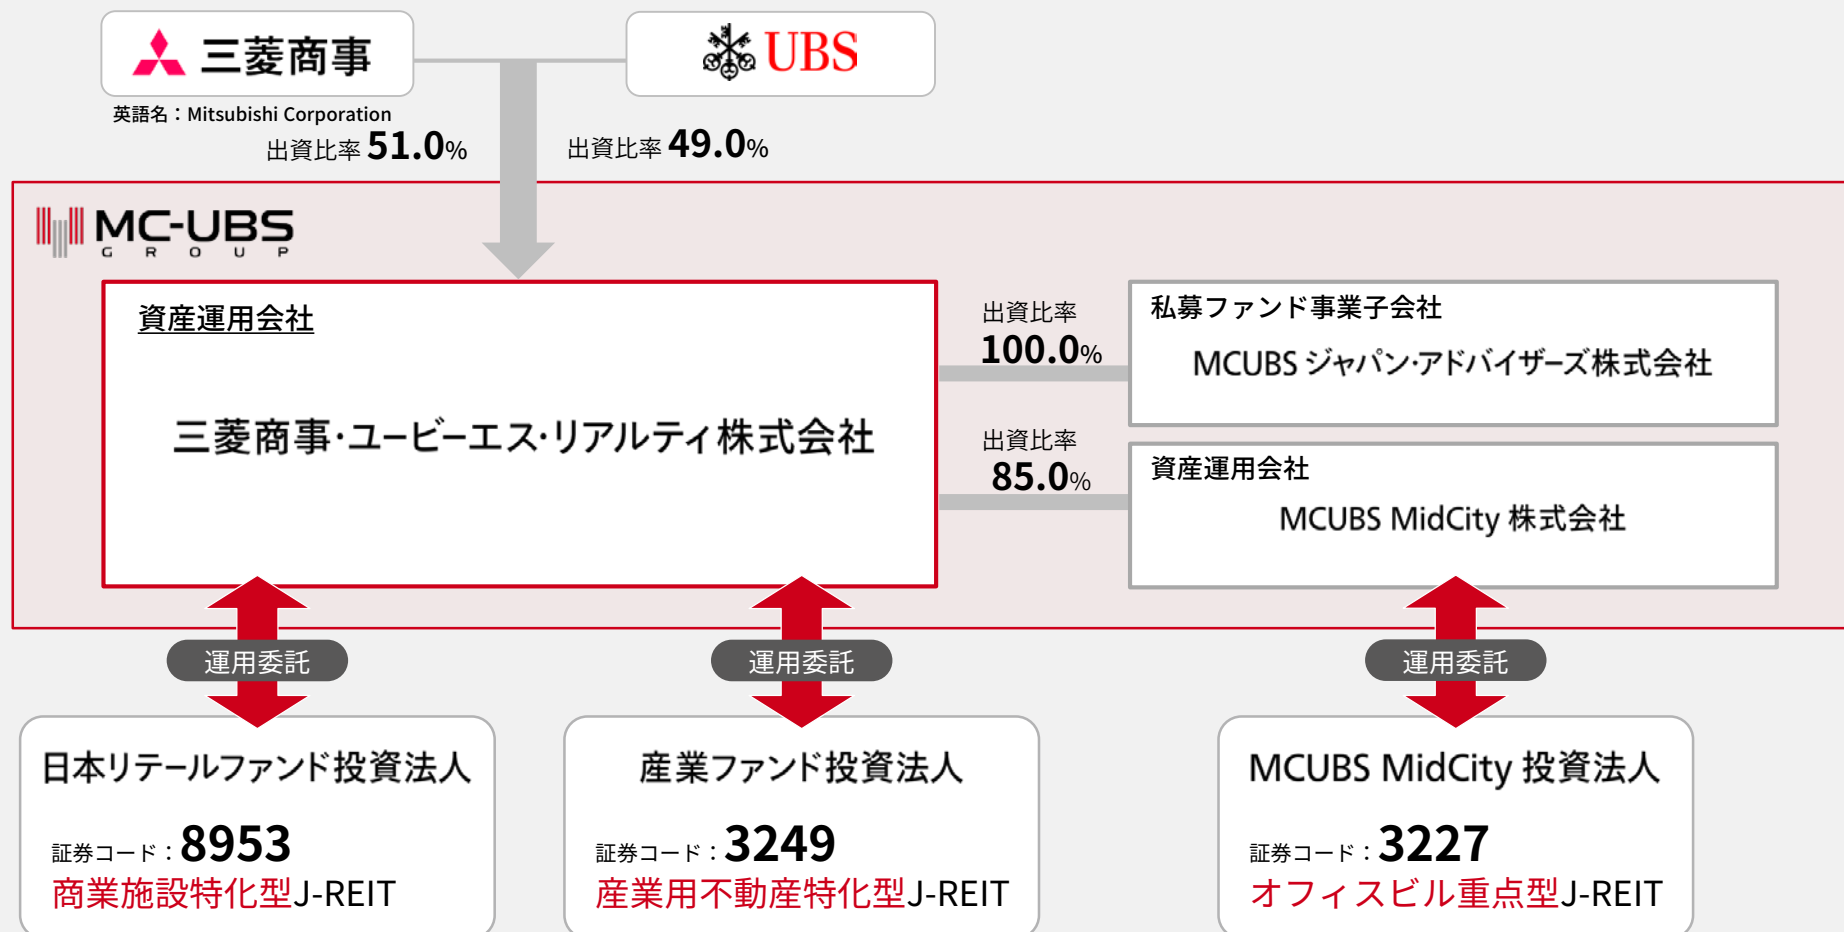 三菱商事
UBS
英語名：Mitsubishi Corporation
出資比率 51.0%
出資比率 49.0%
MC-UBS
GROUP
資産運用会社
三菱商事・ユービーエス・リアルティ株式会社
出資比率
100.0%
私募ファンド事業子会社
MCUBS ジャパン・アドバイザーズ株式会社
出資比率
85.0%
資産運用会社
MCUBS MidCity 株式会社
運用委託
運用委託
運用委託
日本リテールファンド投資法人
証券コード：8953
商業施設特化型J-REIT
産業ファンド投資法人
証券コード：3249
産業用不動産特化型J-REIT
MCUBS MidCity 投資法人
証券コード：3227
オフィスビル重点型J-REIT